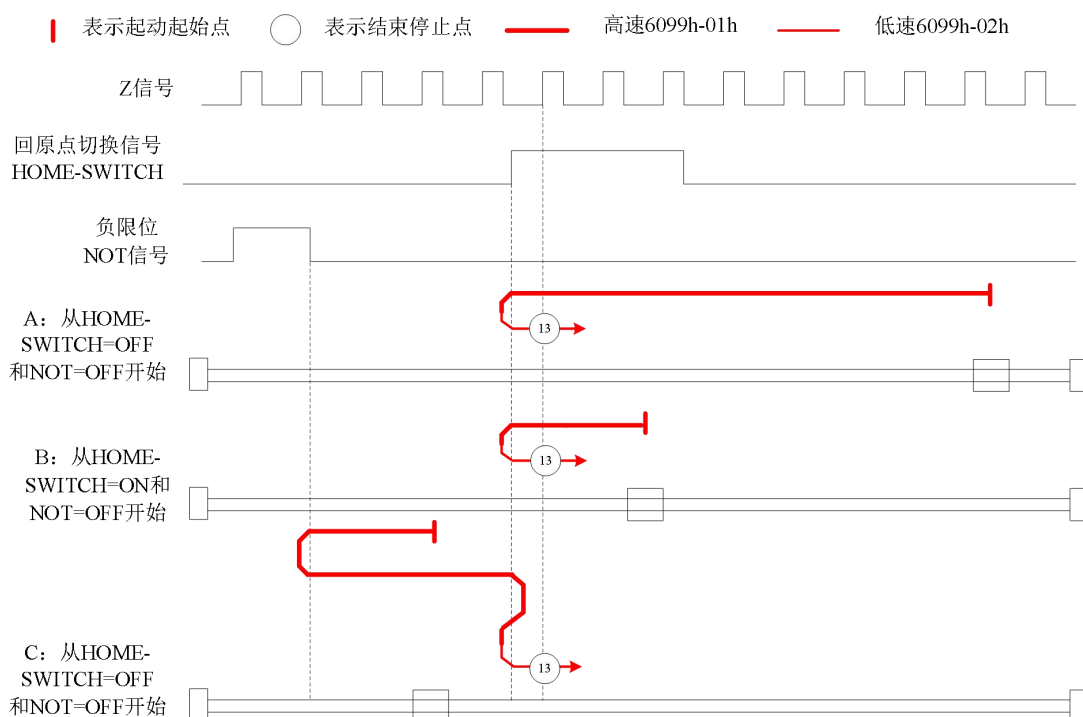 表示起动起始点
表示结束停止点
高速6099h-01h
低速6099h-02h
Z信号
回原点切换信号
HOME-SWITCH
负限位
NOT信号
A：从HOME-
SWITCH=OFF
和NOT=OFF开始
13
B：从HOME-
SWITCH=ON和
NOT=OFF开始
13
C：从HOME-
SWITCH=OFF
和NOT=OFF开始
13